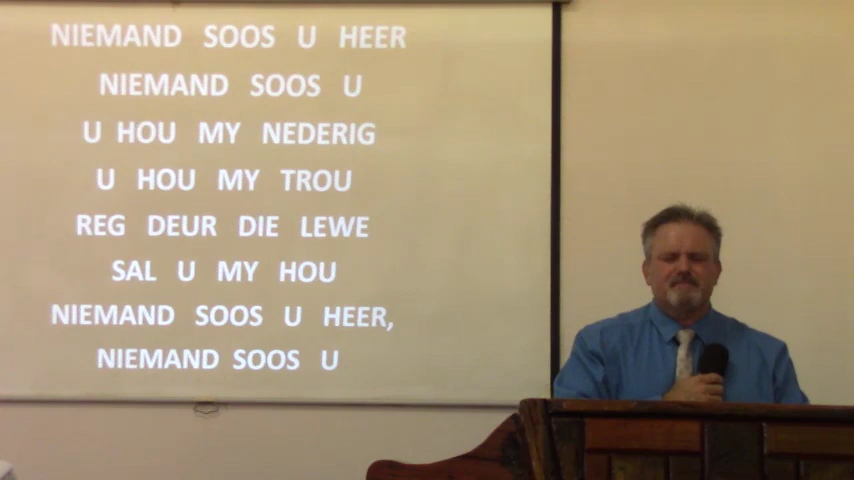 NIEMAND SOOS U HEER
NIEMAND SOOS U
U HOU MY NEDERIG
U HOU MY TROU
REG DEUR DIE LEWE
SAL U MY HOU
NIEMAND SOOS U HEER,
NIEMAND SOOS U